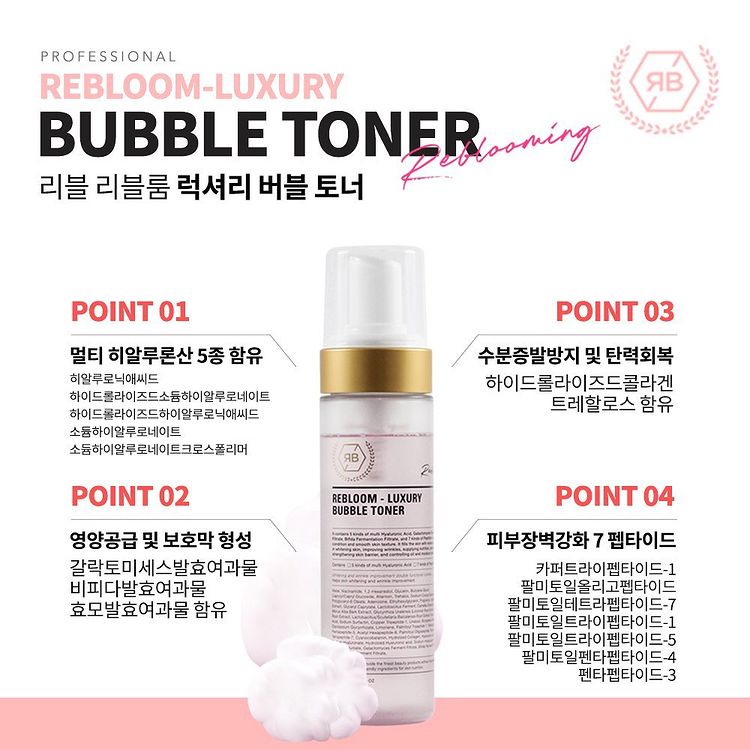 PROFESSIONAL
REBLOOM-LUXURY
BUBBLE TONER
Reblooming
리블 리블룸 럭셔리 버블 토너
RB
POINT 01
멀티 히알루론산 5종 함유
히알루로닉애씨드
하이드롤라이즈드소듐하이알루로네이트
하이드롤라이즈드하이알루로닉애씨드
소듐하이알루로네이트
소듐하이알루로네이트크로스폴리머
POINT 02
영양공급 및 보호막 형성
갈락토미세스발효여과물
비피다발효여과물
효모발효여과물 함유
POINT 03
수분증발방지 및 탄력회복
하이드롤라이즈드콜라겐
트레할로스 함유
POINT 04
피부장벽강화 7 펩타이드
카퍼트라이펩타이드-1
팔미토일올리고펩타이드
팔미토일테트라펩타이드-7
팔미토일트라이펩타이드-1
팔미토일트라이펩타이드-5
팔미토일펜타펩타이드-4
펜타펩타이드-3
RB
REBLOOM - LUXURY
BUBBLE TONER